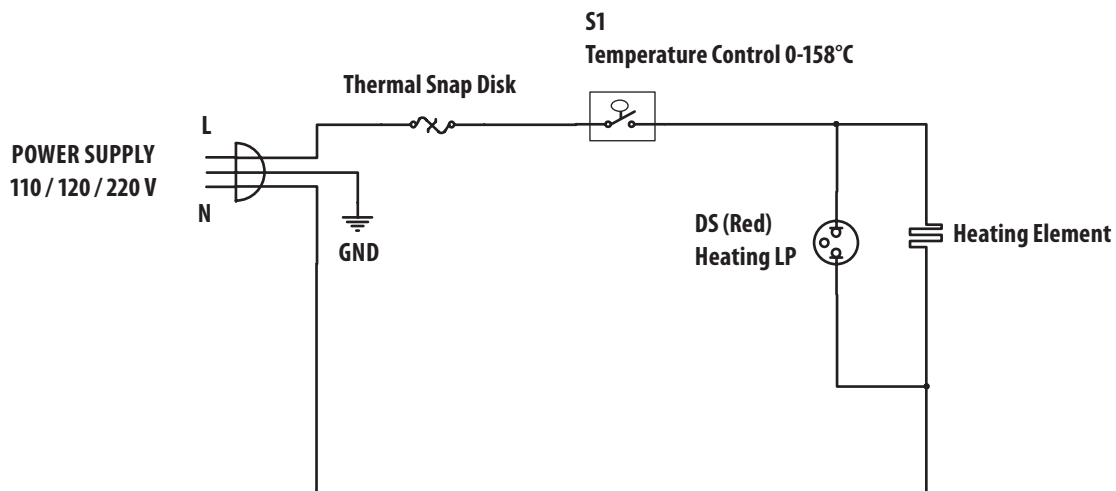 S1
Temperature Control 0-158°C
Thermal Snap Disk
L
POWER SUPPLY
110 / 120 / 220 V
N
GND
DS (Red)
Heating LP
Heating Element